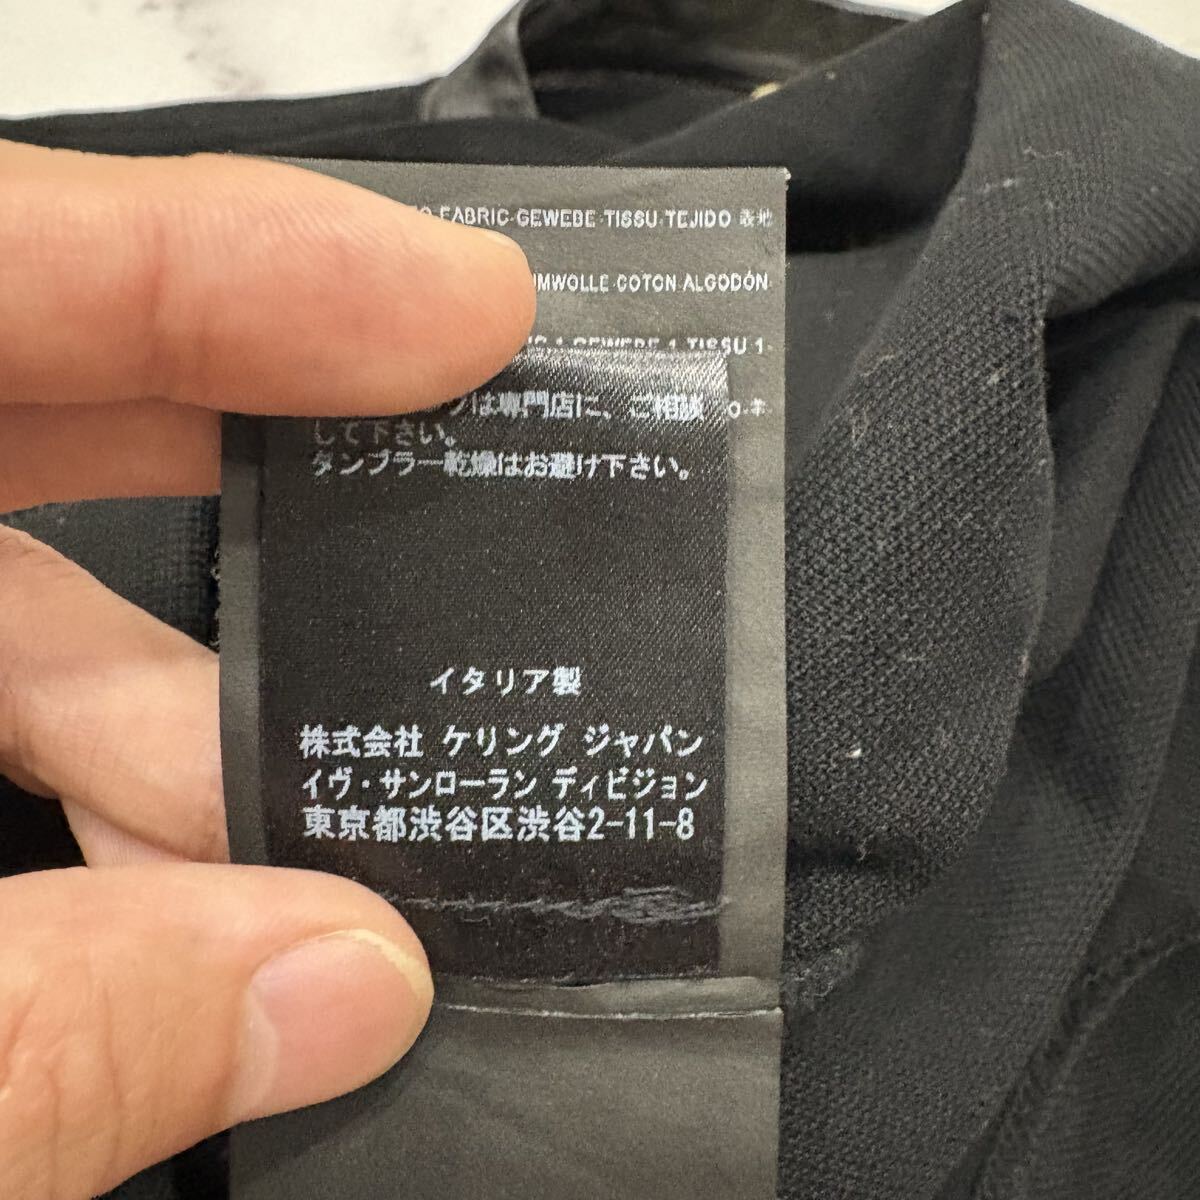 FABRIC GEWEBE TISSU TEJIDO 表地
COTON ALGODÓN
GEWEBE 1 TISSU 1
は専門店に、ご相談
して下さい。
タンブラー乾燥はお避け下さい。
イタリア製
株式会社 ケリング ジャパン
イヴ・サンローラン ディビジョン
東京都渋谷区渋谷2-11-8